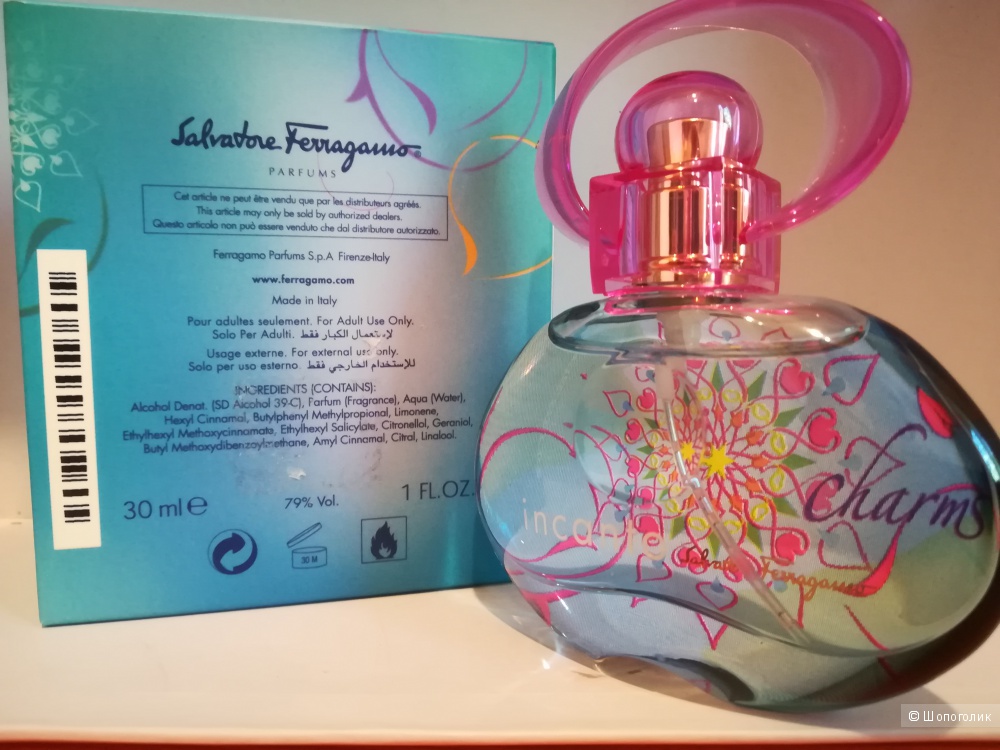 Salvatore Ferragamo
PARFUMS
Cet article ne peut être vendu que par les distributeurs agréés.
This article may only be sold by authorized dealers.
Questo articolo non può essere venduto che dal distributore autorizzato.
Ferragamo Parfums S.p.A Firenze-Italy
www.ferragamo.com
Made in Italy
Pour adultes seulement. For Adult Use Only.
Solo Per Adulti. لاستعمال الكبار فقط
Usage externe. For external use only.
Solo per uso esterno. للاستخدام الخارجي فقط
INGREDIENTS (CONTAINS):
Alcohol Denat. (SD Alcohol 39-C), Parfum (Fragrance), Aqua (Water),
Hexyl Cinnamal, Butylphenyl Methylpropional, Limonene,
Ethylhexyl Methoxycinnamate, Ethylhexyl Salicylate, Citronellol, Geraniol,
Butyl Methoxydibenzoylmethane, Amyl Cinnamal, Citral, Linalool.
30 ml e
79% Vol.
1 FL.OZ.
30 M
incanto
charms
Salvatore Ferragamo
© Шопоголик